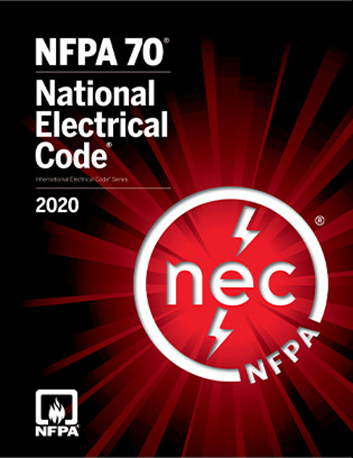 NFPA 70®
National
Electrical
Code®
International Electrical Code® Series
2020
nec®
NFPA
NFPA®